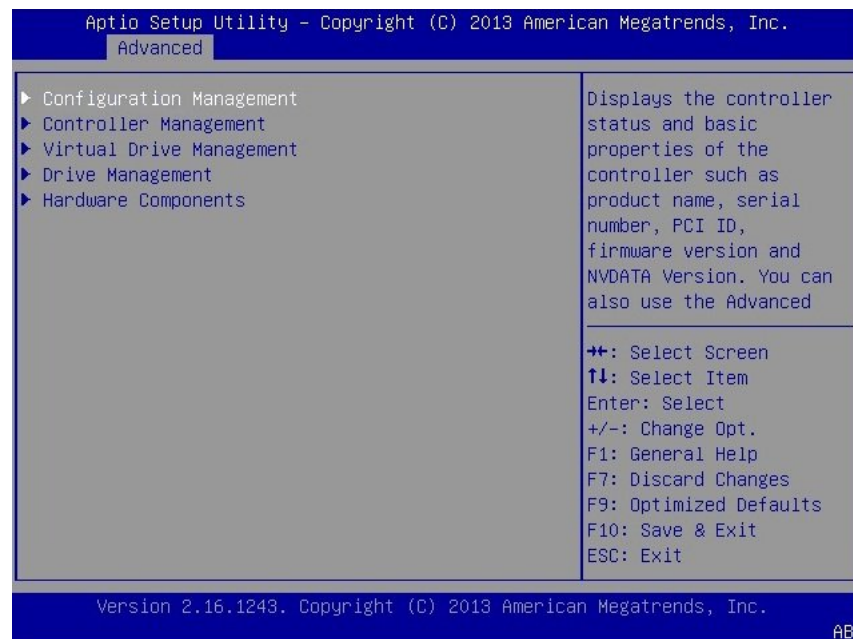 Aptio Setup Utility – Copyright (C) 2013 American Megatrends, Inc.
Advanced
▶ Configuration Management
▶ Controller Management
▶ Virtual Drive Management
▶ Drive Management
▶ Hardware Components
Displays the controller
status and basic
properties of the
controller such as
product name, serial
number, PCI ID,
firmware version and
NVDATA Version. You can
also use the Advanced
→←: Select Screen
↑↓: Select Item
Enter: Select
+/-: Change Opt.
F1: General Help
F7: Discard Changes
F9: Optimized Defaults
F10: Save & Exit
ESC: Exit
Version 2.16.1243. Copyright (C) 2013 American Megatrends, Inc.
AB